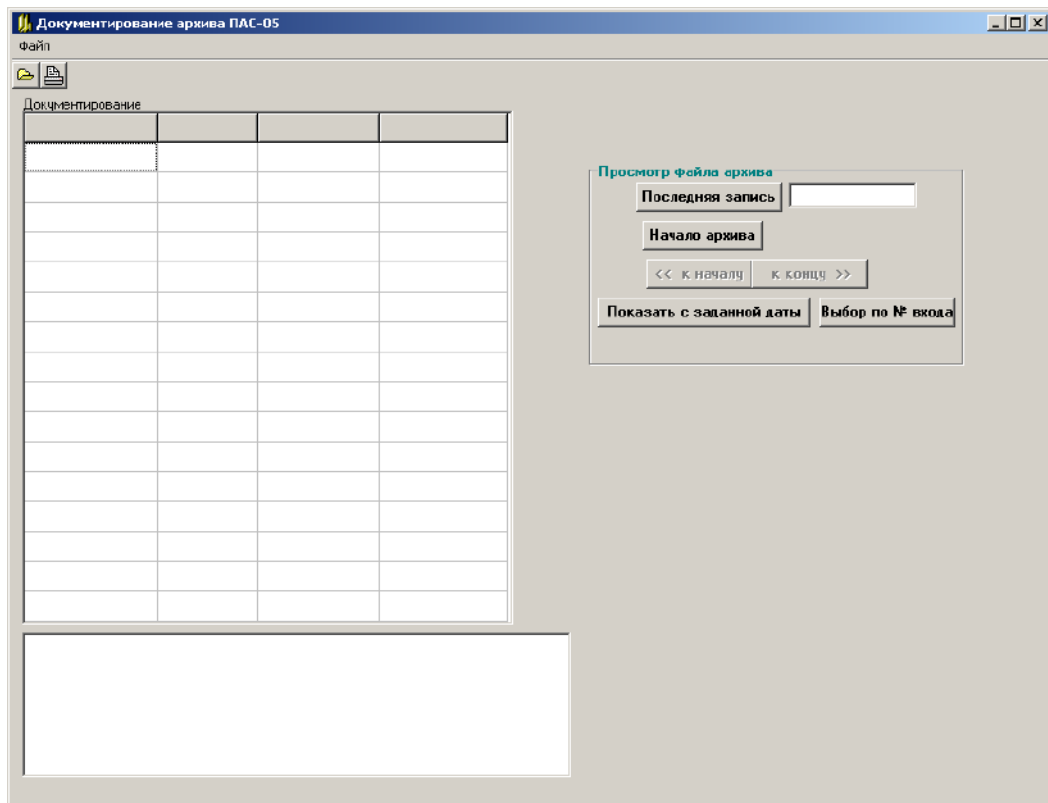 Документирование архива ПАС-05
Файл
Документирование
Просмотр файла архива
Последняя запись
Начало архива
<< к началу к концу >>
Показать с заданной даты Выбор по № входа